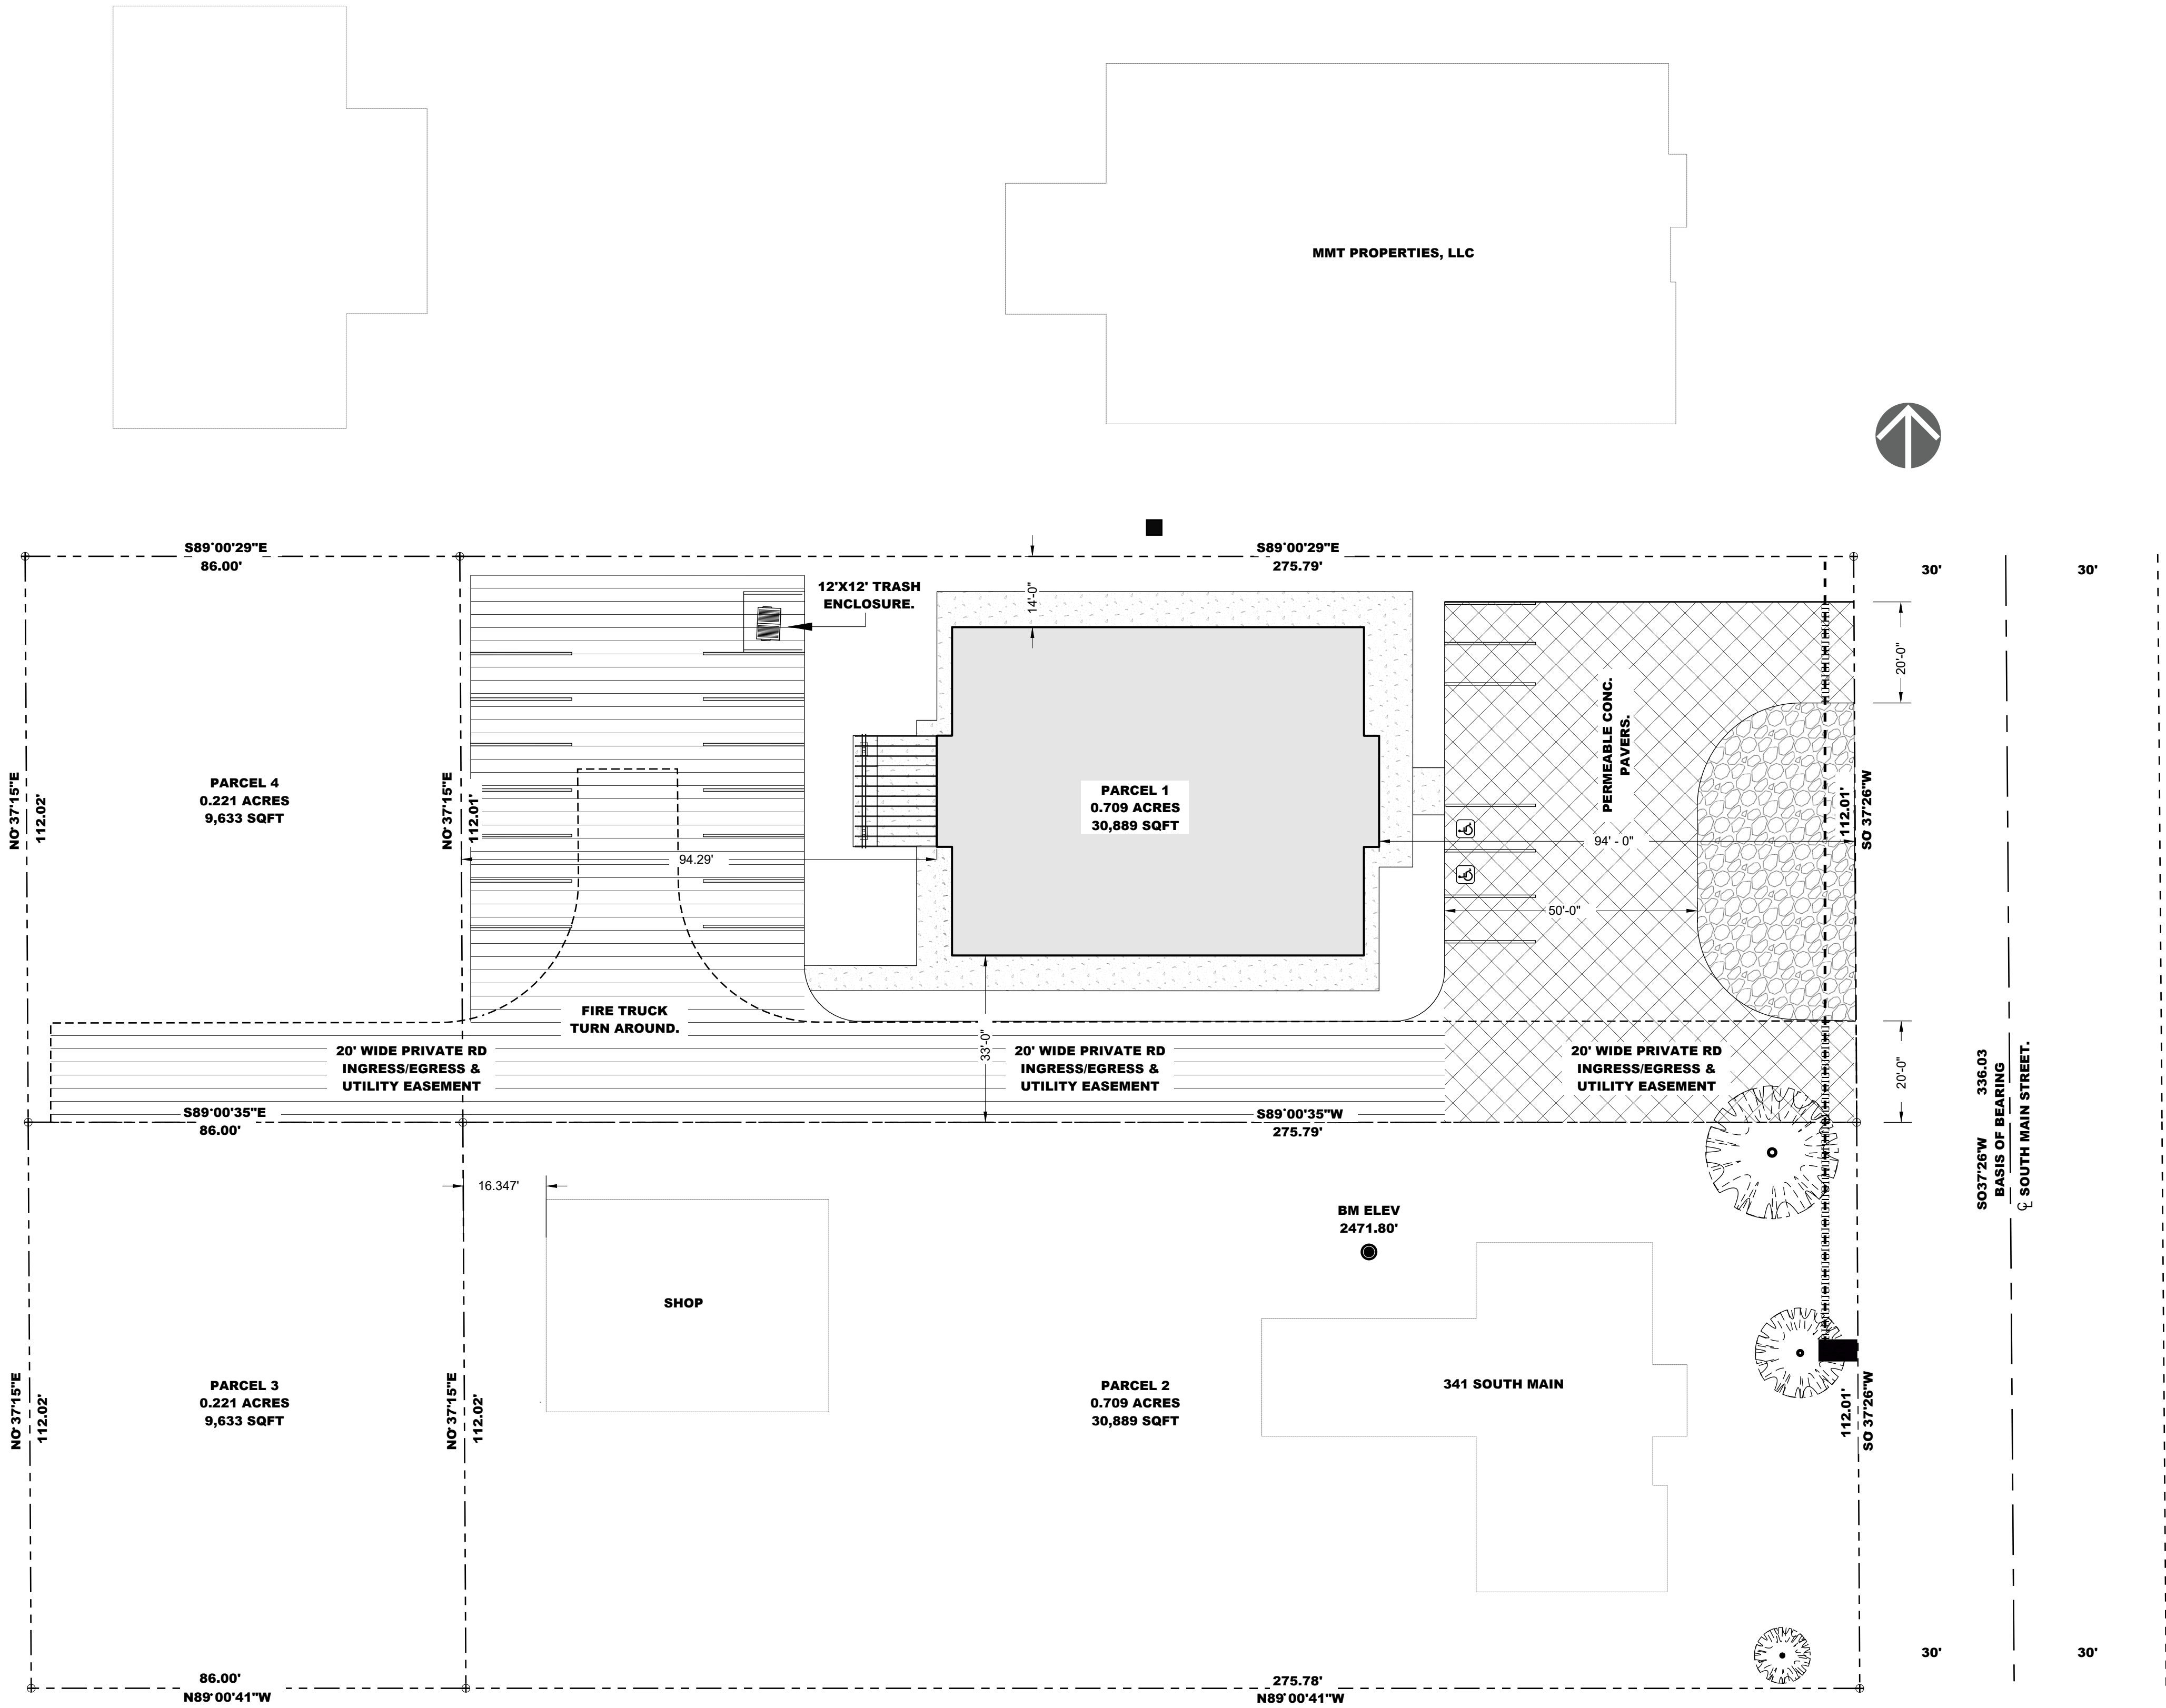 MMT PROPERTIES, LLC
S89°00'29"E
86.00'
S89°00'29"E
275.79'
30'
30'
12'X12' TRASH
ENCLOSURE.
14'-0"
20'-0"
PERMEABLE CONC.
PAVERS.
NO°37'15"E
112.02'
PARCEL 4
0.221 ACRES
9,633 SQFT
NO°37'15"E
112.01'
PARCEL 1
0.709 ACRES
30,889 SQFT
112.01'
SO°37'26"W
94.29'
94' - 0"
50'-0"
FIRE TRUCK
TURN AROUND.
33'-0"
20' WIDE PRIVATE RD
INGRESS/EGRESS &
UTILITY EASEMENT
20' WIDE PRIVATE RD
INGRESS/EGRESS &
UTILITY EASEMENT
20' WIDE PRIVATE RD
INGRESS/EGRESS &
UTILITY EASEMENT
20'-0"
SO37'26"W 336.03
BASIS OF BEARING
CL SOUTH MAIN STREET.
S89°00'35"E
86.00'
S89°00'35"W
275.79'
16.347'
BM ELEV
2471.80'
SHOP
NO°37'15"E
112.02'
PARCEL 3
0.221 ACRES
9,633 SQFT
NO°37'15"E
112.02'
PARCEL 2
0.709 ACRES
30,889 SQFT
341 SOUTH MAIN
112.01'
SO°37'26"W
30'
30'
86.00'
N89°00'41"W
275.78'
N89°00'41"W